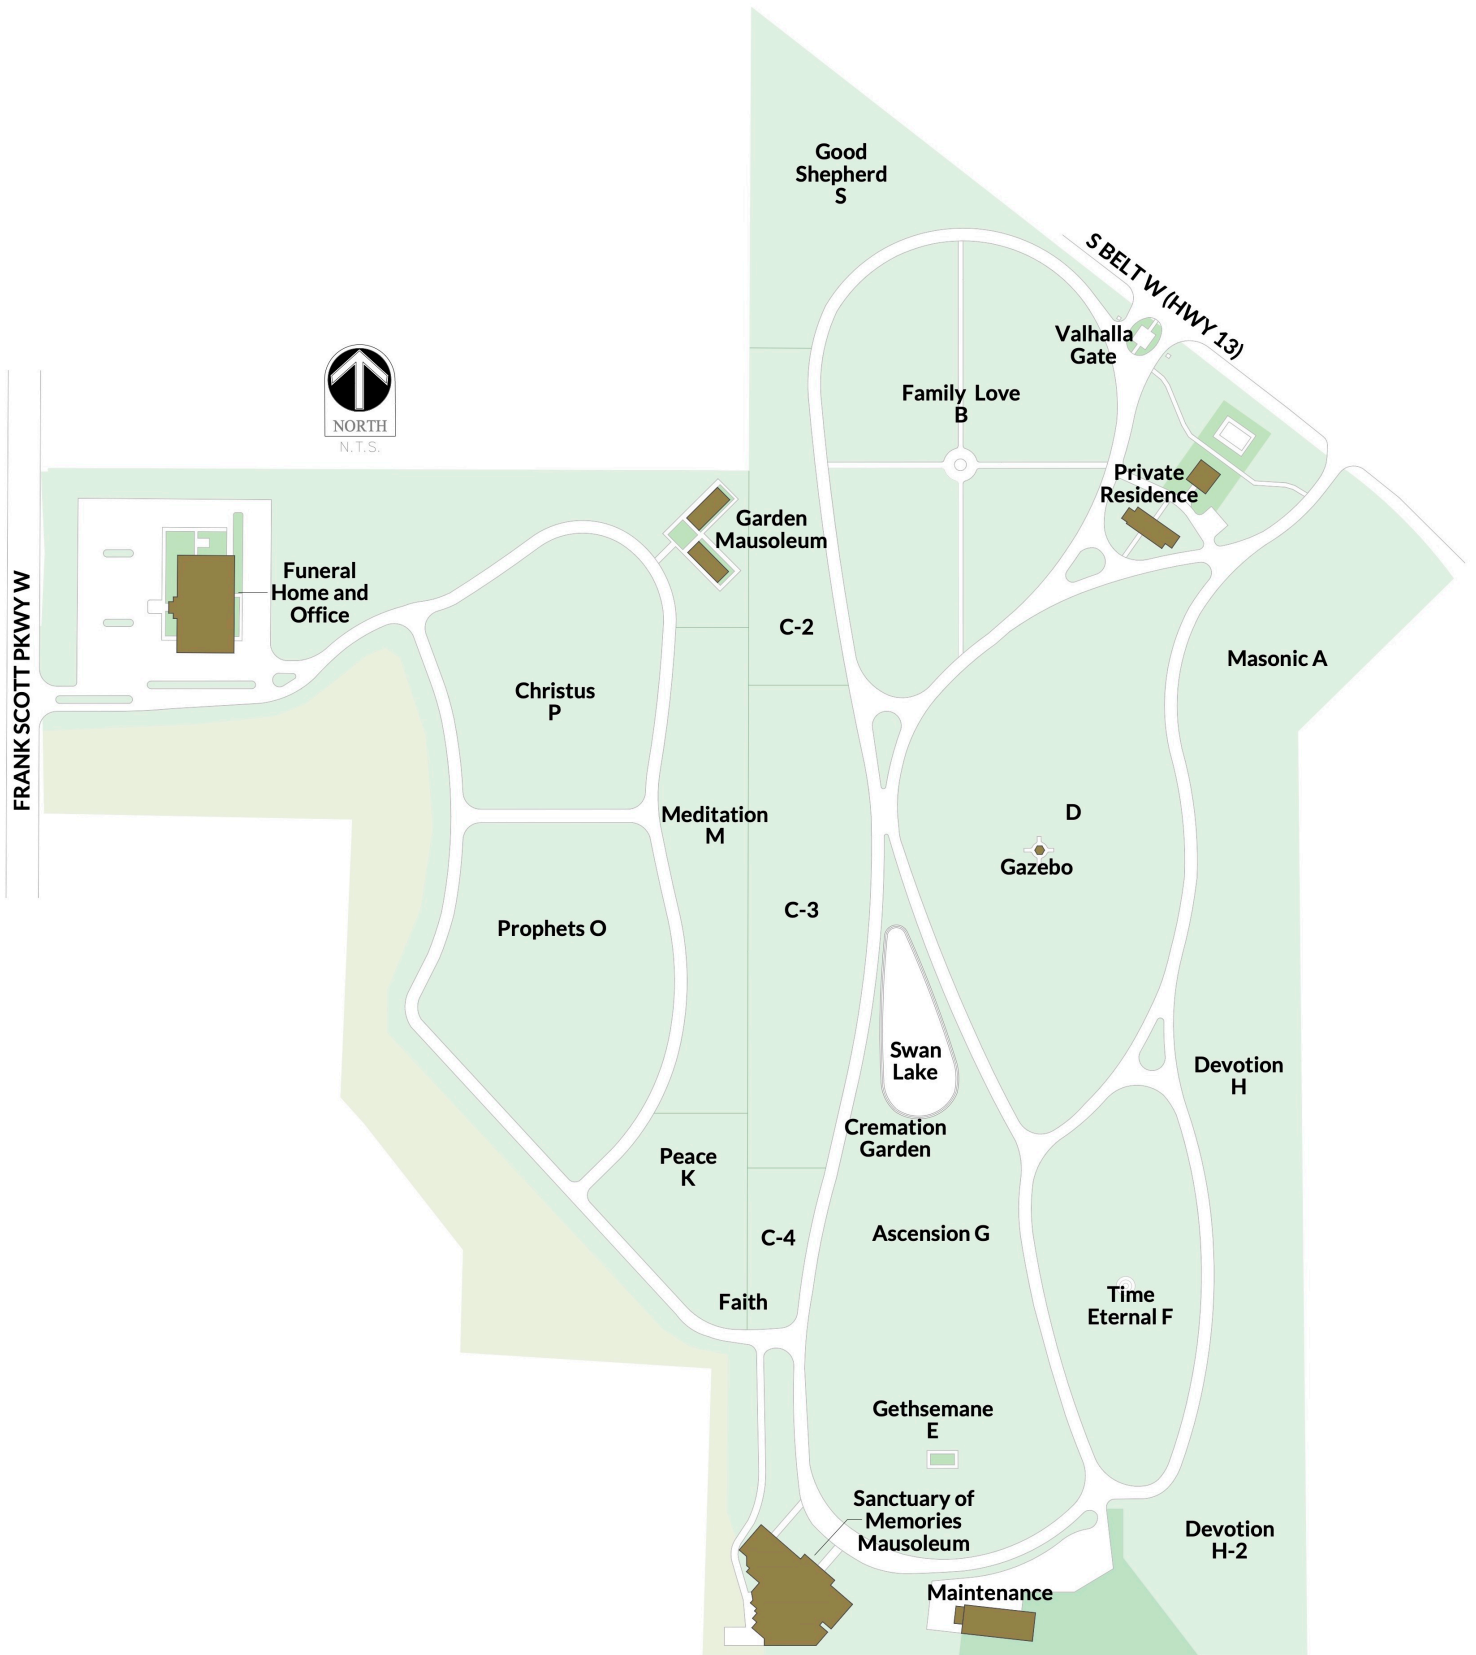 Good
Shepherd
S
S BELT W (HWY 13)
Valhalla
Gate
NORTH
N.T.S.
Family Love
B
Private
Residence
Garden
Mausoleum
Funeral
Home and
Office
FRANK SCOTT PKWY W
C-2
Masonic A
Christus
P
Meditation
M
D
Gazebo
C-3
Prophets O
Swan
Lake
Devotion
H
Cremation
Garden
Peace
K
C-4
Ascension G
Faith
Time
Eternal F
Gethsemane
E
Sanctuary of
Memories
Mausoleum
Devotion
H-2
Maintenance